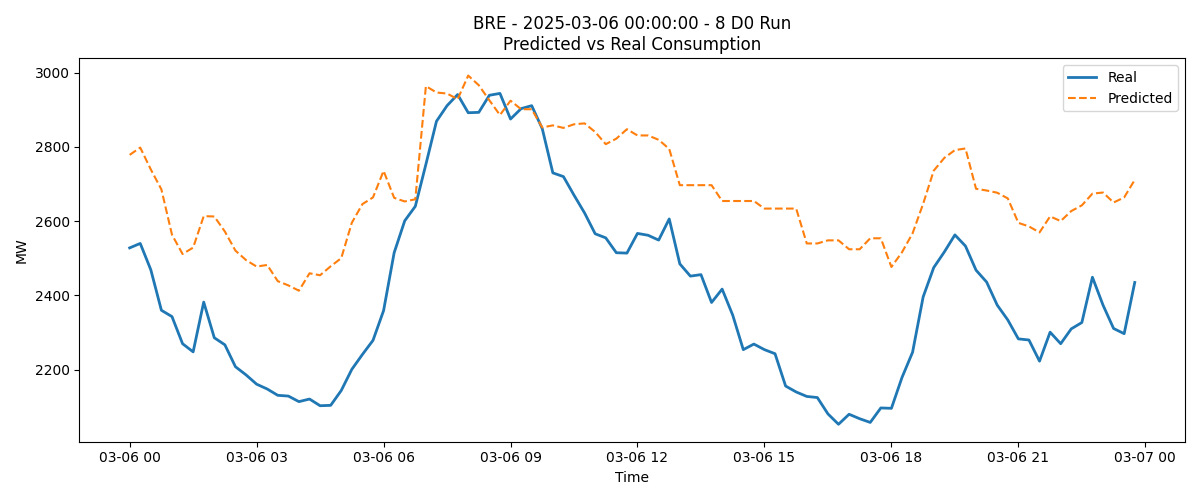 BRE - 2025-03-06 00:00:00 - 8 D0 Run
Predicted vs Real Consumption
Real
Predicted
3000
2800
2600
2400
2200
MW
03-06 00
03-06 03
03-06 06
03-06 09
03-06 12
03-06 15
03-06 18
03-06 21
03-07 00
Time